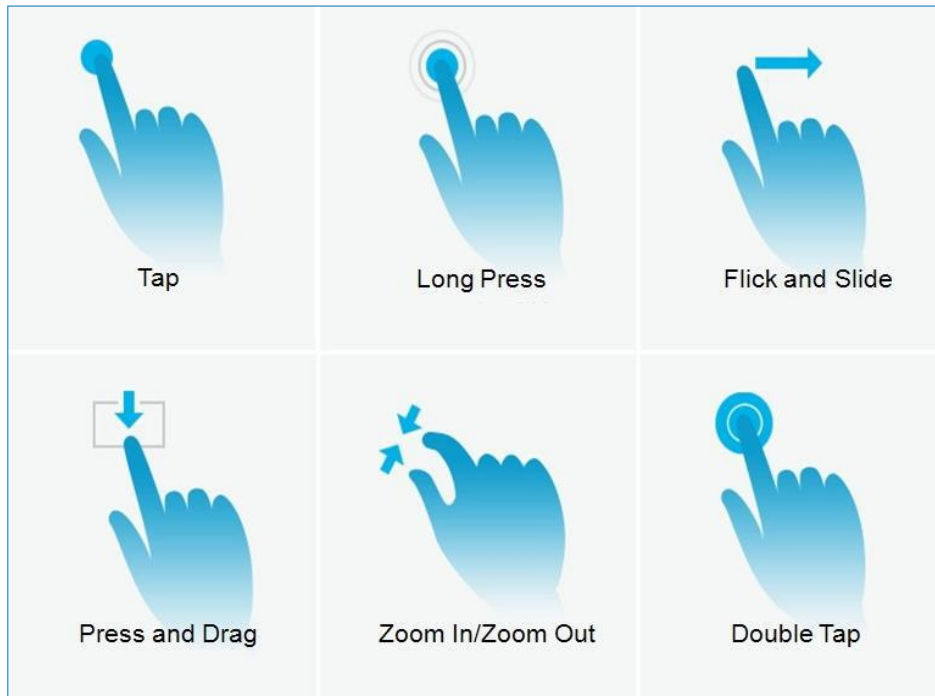 Tap
Long Press
Flick and Slide
Press and Drag
Zoom In/Zoom Out
Double Tap